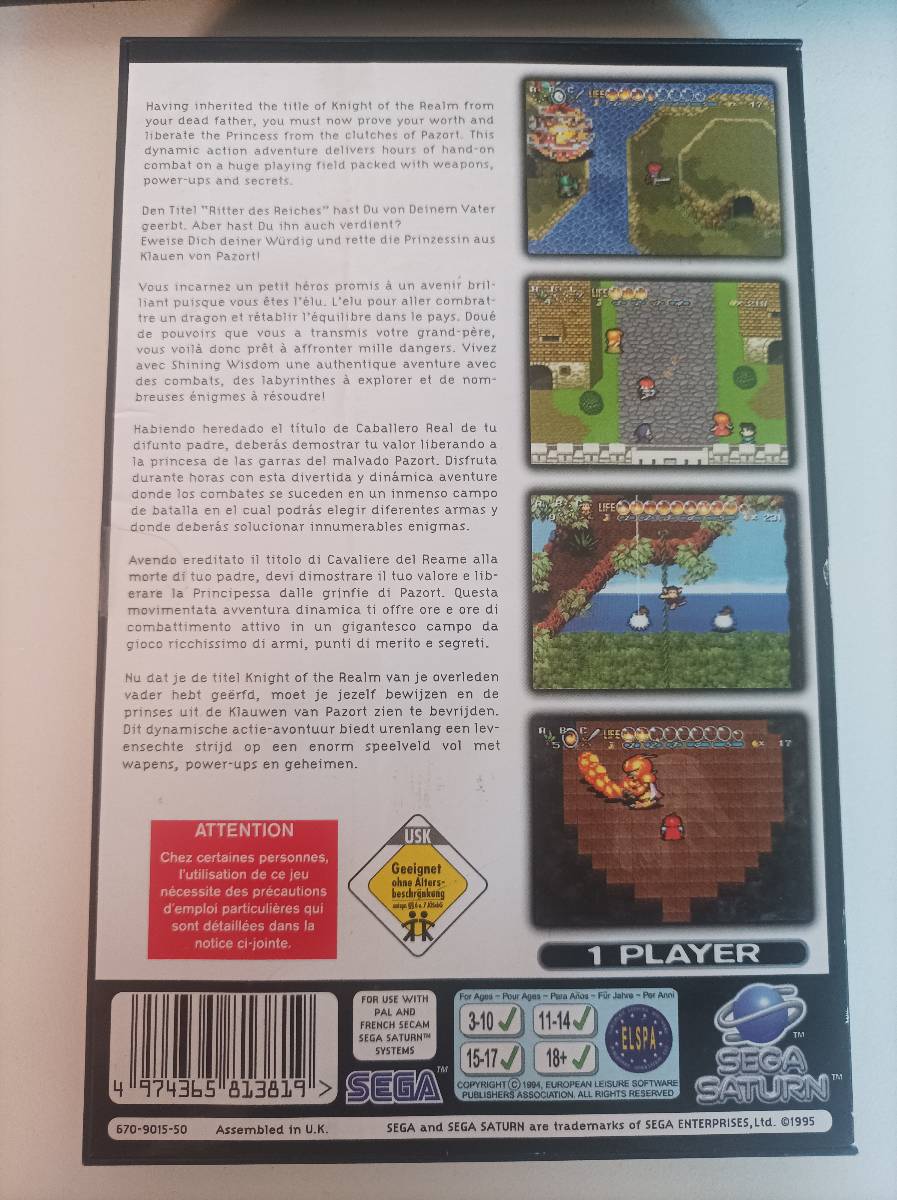 Having inherited the title of Knight of the Realm from
your dead father, you must now prove your worth and
liberate the Princess from the clutches of Pazort. This
dynamic action adventure delivers hours of hand-on
combat on a huge playing field packed with weapons,
power-ups and secrets.
Den Titel "Ritter des Reiches" hast Du von Deinem Vater
geerbt. Aber hast Du ihn auch verdient?
Eweise Dich deiner Würdig und rette die Prinzessin aus
Klauen von Pazort!
Vous incarnez un petit héros promis à un avenir bril-
liant puisque vous êtes l'élu. L'elu pour aller combrat-
tre un dragon et rétablir l'équilibre dans le pays. Doué
de pouvoirs que vous a transmis votre grand-père,
vous voilà donc prêt à affronter mille dangers. Vivez
avec Shining Wisdom une authentique aventure avec
des combats, des labyrinthes à explorer et de nom-
breuses énigmes à résoudre!
Habiendo heredado el título de Caballero Real de tu
difunto padre, deberás demostrar tu valor liberando a
la princesa de las garras del malvado Pazort. Disfruta
durante horas con esta divertida y dinámica aventure
donde los combates se suceden en un inmenso campo
de batalla en el cual podrás elegir diferentes armas y
donde deberás solucionar innumerables enigmas.
Avendo ereditato il titolo di Cavaliere del Reame alla
morte di tuo padre, devi dimostrare il tuo valore e lib-
erare la Principessa dalle grinfie di Pazort. Questa
movimentata avventura dinamica ti offre ore e ore di
combattimento attivo in un gigantesco campo da
gioco ricchissimo di armi, punti di merito e segreti.
Nu dat je de titel Knight of the Realm van je overleden
vader hebt geërfd, moet je jezelf bewijzen en de
prinses uit de Klauwen van Pazort zien te bevrijden.
Dit dynamische actie-avontuur biedt urenlang een lev-
ensechte strijd op een enorm speelveld vol met
wapens, power-ups en geheimen.
A B C LIFE
17
LIFE
LIFE
231
A B C LIFE
5 x 17
1 PLAYER
ATTENTION
Chez certaines personnes,
l'utilisation de ce jeu
nécessite des précautions
d'emploi particulières qui
sont détaillées dans la
notice ci-jointe.
USK
Geeignet
ohne Alters-
beschränkung
4 974365 813819 >
FOR USE WITH
PAL AND
FRENCH SECAM
SEGA SATURN™
SYSTEMS
SEGA™
For Ages - Pour Ages - Para Años - Für Jahre - Per Anni
3-10 ✓ 11-14 ✓
15-17 ✓ 18+ ✓
ELSPA
COPYRIGHT © 1994, EUROPEAN LEISURE SOFTWARE
PUBLISHERS ASSOCIATION. ALL RIGHTS RESERVED
SEGA
SATURN™
670-9015-50 Assembled in U.K. SEGA and SEGA SATURN are trademarks of SEGA ENTERPRISES, Ltd. ©1995